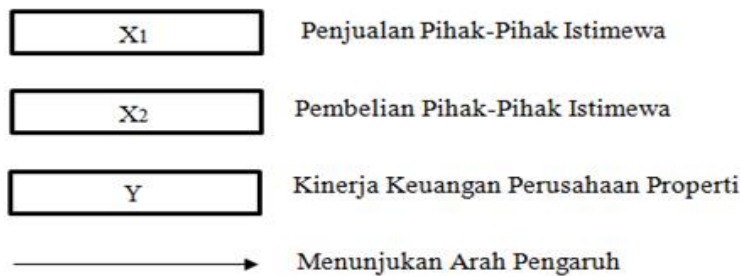 X1 Penjualan Pihak-Pihak Istimewa
X2 Pembelian Pihak-Pihak Istimewa
Y Kinerja Keuangan Perusahaan Properti
Menunjukan Arah Pengaruh